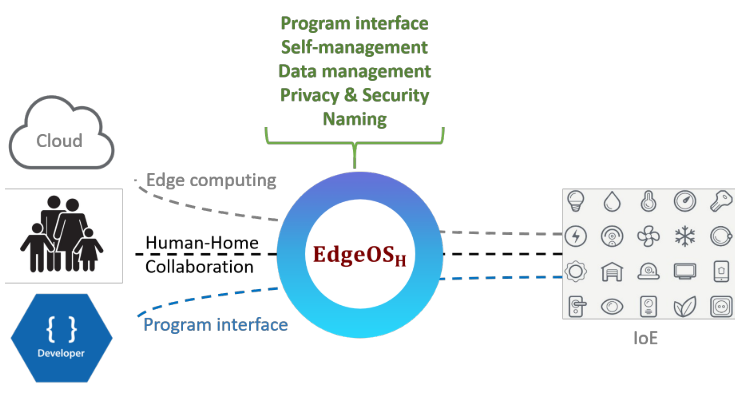 Program interface
Self-management
Data management
Privacy & Security
Naming
Cloud
Edge computing
Human-Home
Collaboration
EdgeOSH
{ }
Developer
Program interface
IoE